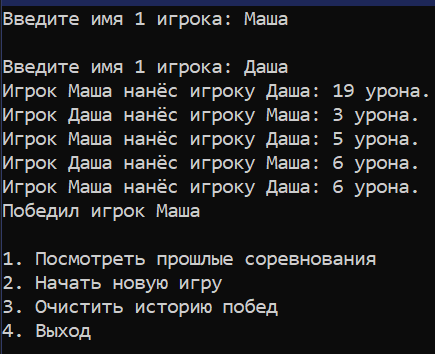 Введите имя 1 игрока: Маша
Введите имя 1 игрока: Даша
Игрок Маша нанёс игроку Даша: 19 урона.
Игрок Даша нанёс игроку Маша: 3 урона.
Игрок Маша нанёс игроку Даша: 5 урона.
Игрок Даша нанёс игроку Маша: 6 урона.
Игрок Маша нанёс игроку Даша: 6 урона.
Победил игрок Маша
1. Посмотреть прошлые соревнования
2. Начать новую игру
3. Очистить историю побед
4. Выход